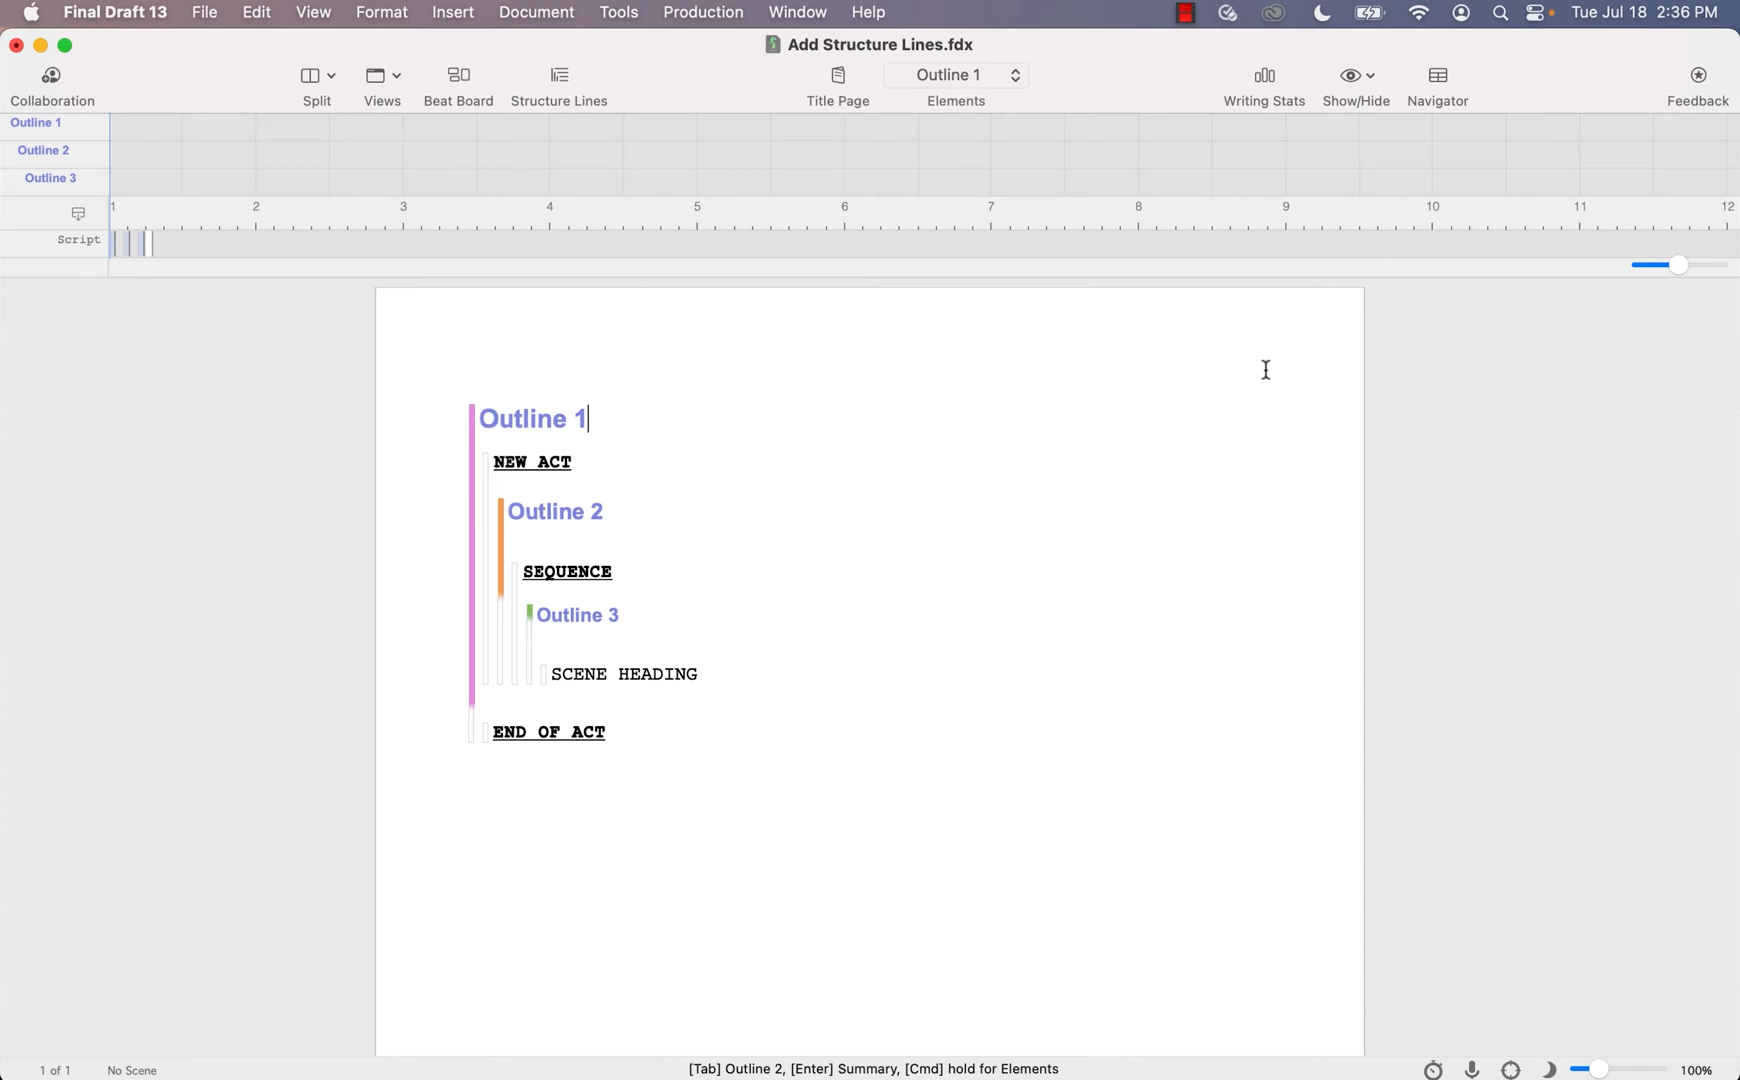 Final Draft 13 File Edit View Format Insert Document Tools Production Window Help Tue Jul 18 2:36 PM
Add Structure Lines.fdx
Outline 1
Collaboration Split Views Beat Board Structure Lines Title Page Elements Writing Stats Show/Hide Navigator Feedback
Outline 1
Outline 2
Outline 3
1 2 3 4 5 6 7 8 9 10 11 12
Script
Outline 1
NEW ACT
Outline 2
SEQUENCE
Outline 3
SCENE HEADING
END OF ACT
1 of 1 No Scene [Tab] Outline 2, [Enter] Summary, [Cmd] hold for Elements 100%